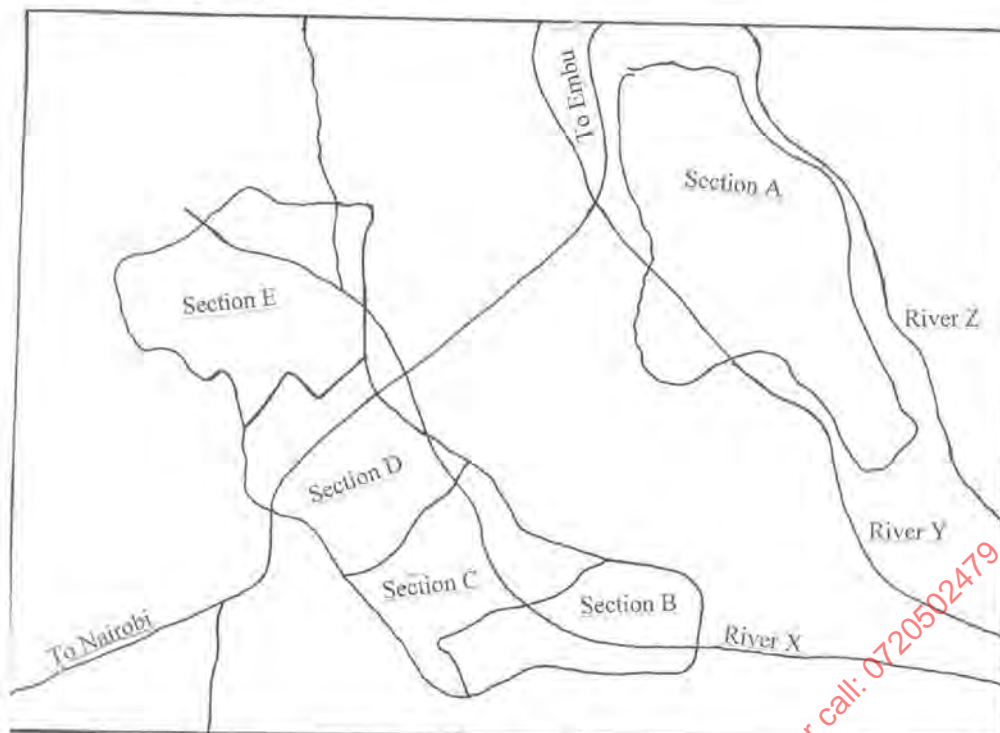 To Embu
Section A
Section E
River Z
Section D
River Y
Section C
Section B
To Nairobi
River X
call: 0720502479